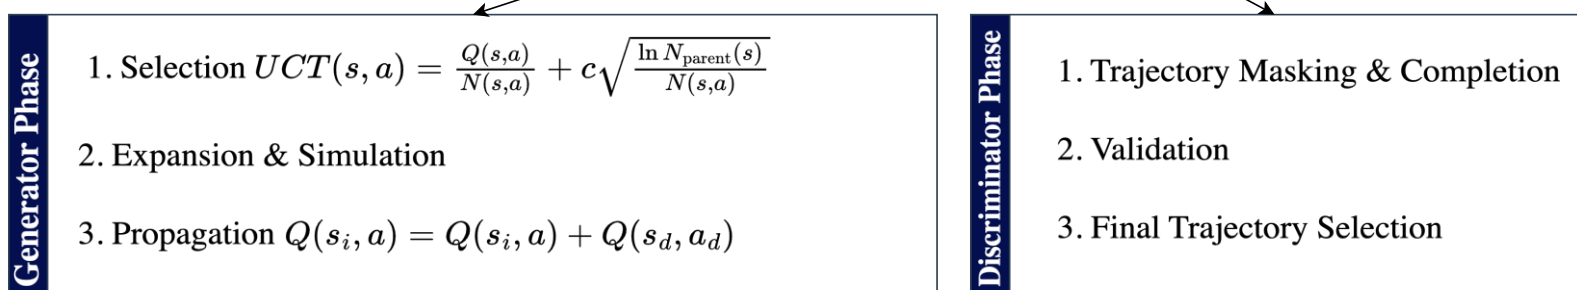 Generator Phase
1. Selection UCT(s, a) = Q(s,a)/N(s,a) + c√(ln N_parent(s)/N(s,a))
2. Expansion & Simulation
3. Propagation Q(s_i, a) = Q(s_i, a) + Q(s_d, a_d)
Discriminator Phase
1. Trajectory Masking & Completion
2. Validation
3. Final Trajectory Selection